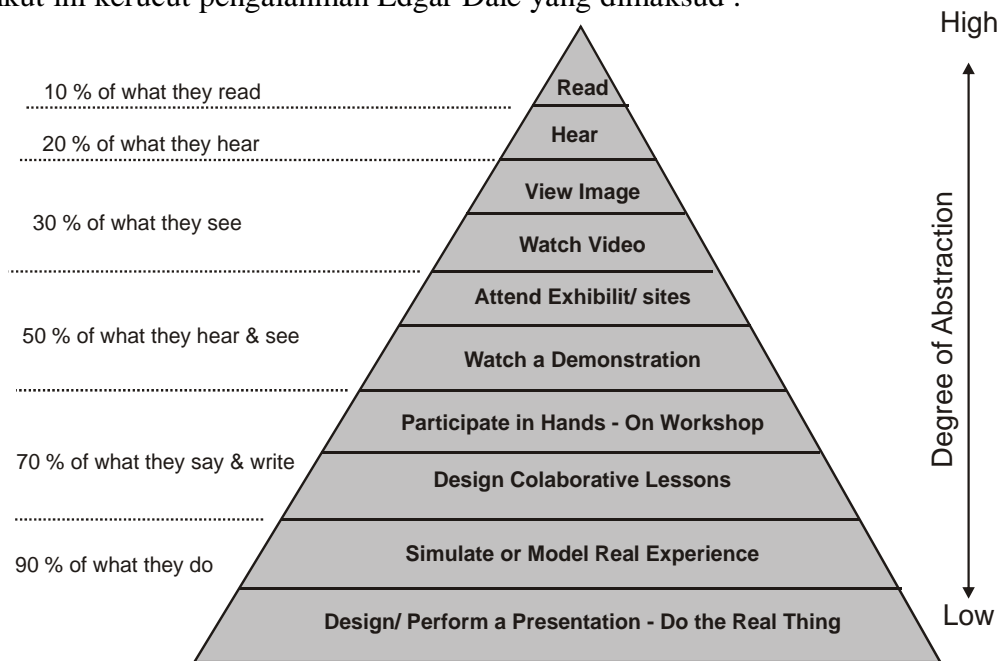 kut ini kerucut pengalamman Edgar Dale yang dimaksud :
High
Read
10 % of what they read
Hear
20 % of what they hear
View Image
30 % of what they see
Watch Video
Attend Exhibilit/ sites
50 % of what they hear & see
Watch a Demonstration
Participate in Hands - On Workshop
70 % of what they say & write
Design Colaborative Lessons
Simulate or Model Real Experience
90 % of what they do
Design/ Perform a Presentation - Do the Real Thing
Degree of Abstraction
Low